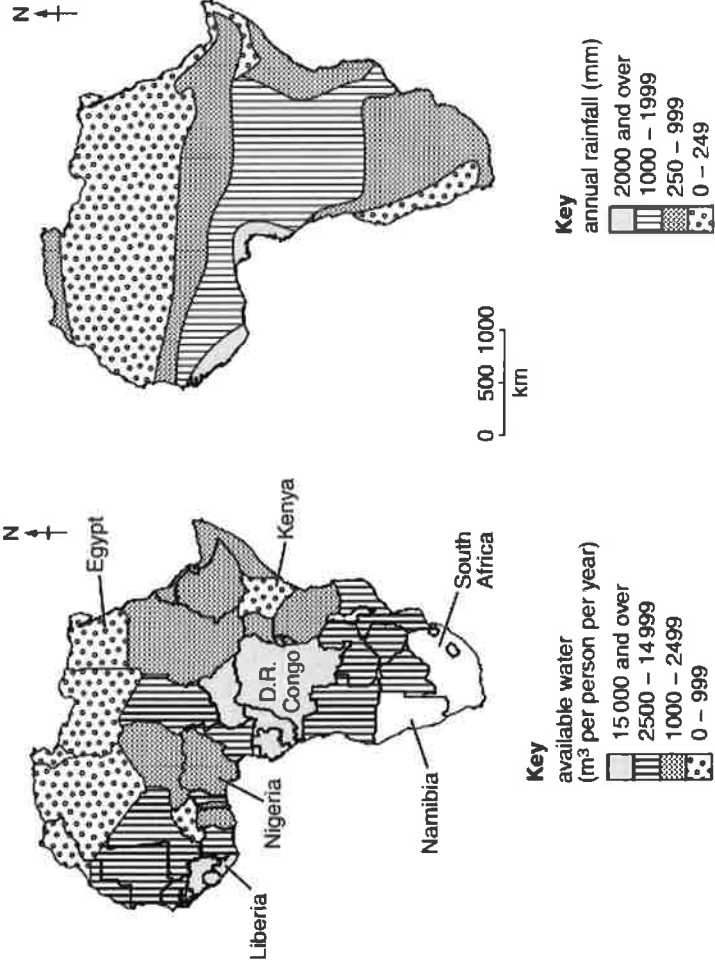 N
Egypt
Kenya
D.R.
Congo
Nigeria
Liberia
Namibia
South
Africa
Key
available water
(m³ per person per year)
15 000 and over
2500 – 14 999
1000 – 2499
0 – 999
N
0 500 1000
km
Key
annual rainfall (mm)
2000 and over
1000 – 1999
250 – 999
0 – 249